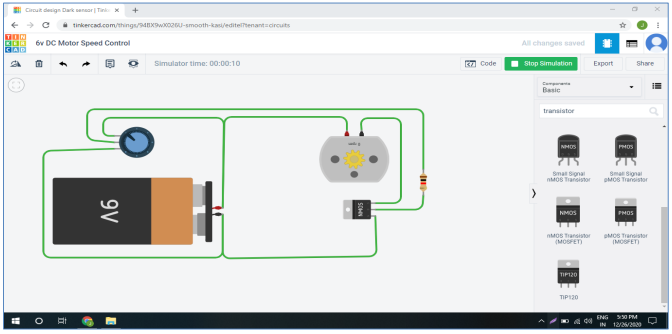 Circuit design Dark sensor | Tink
tinkercad.com/things/94BX9wX026U-smooth-kasi/editel?tenant=circuits
TIN
KER
CAD
6v DC Motor Speed Control
All changes saved
Simulator time: 00:00:10
Code
Stop Simulation
Export
Share
Components
Basic
transistor
9V
NMOS
NMOS
PMOS
Small Signal
nMOS Transistor
Small Signal
pMOS Transistor
NMOS
PMOS
nMOS Transistor
(MOSFET)
pMOS Transistor
(MOSFET)
TIP120
TIP120
ENG
IN
5:50 PM
12/26/2020